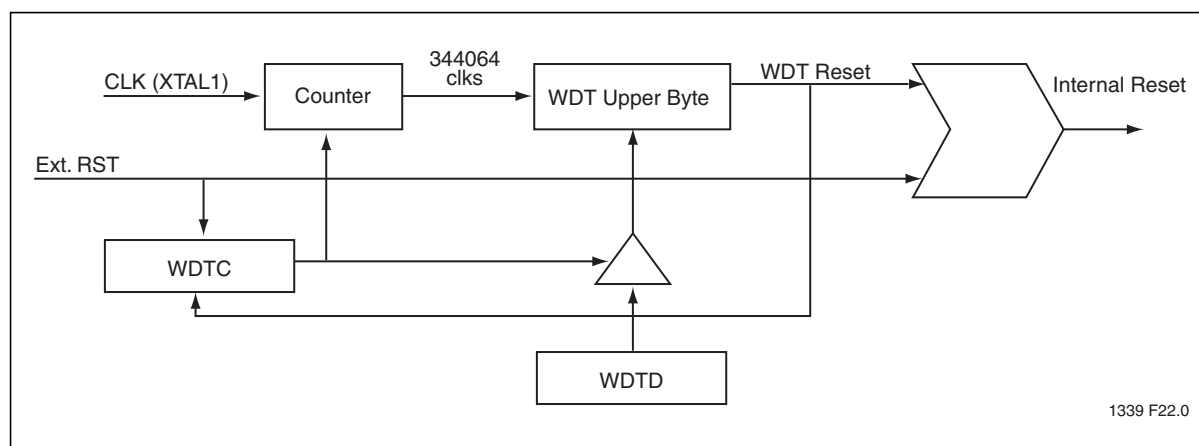 344064
clks
CLK (XTAL1)
Counter
WDT Upper Byte
WDT Reset
Internal Reset
Ext. RST
WDTC
WDTD
1339 F22.0